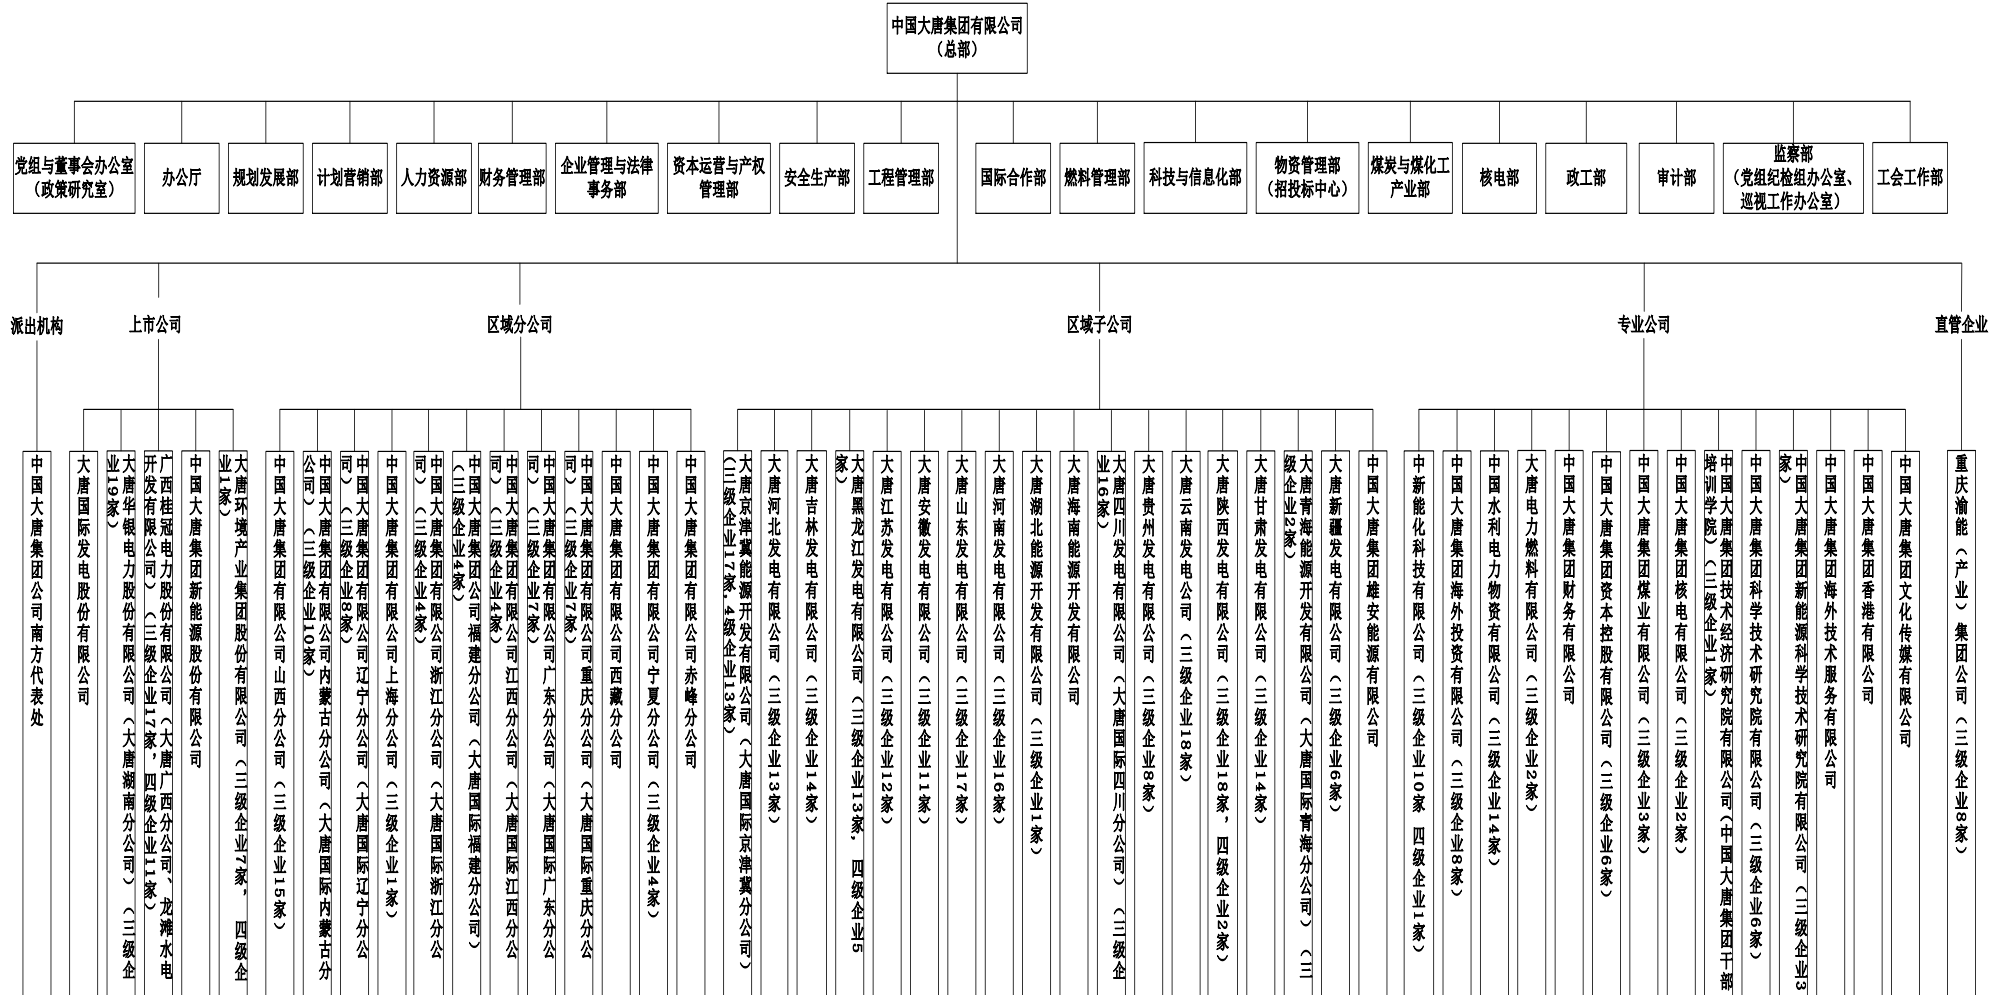 中国大唐集团有限公司
（总部）
党组与董事会办公室
（政策研究室）
办公厅
规划发展部
计划营销部
人力资源部
财务管理部
企业管理与法律
事务部
资本运营与产权
管理部
安全生产部
工程管理部
国际合作部
燃料管理部
科技与信息化部
物资管理部
（招投标中心）
煤炭与煤化工
产业部
核电部
政工部
审计部
监察部
（党组纪检组办公室、
巡视工作办公室）
工会工作部
派出机构
上市公司
区域分公司
区域子公司
专业公司
直管企业
中国大唐集团公司南方代表处
大唐国际发电股份有限公司
大唐华银电力股份有限公司（大唐湖南分公司）（三级企
业19家）
广西桂冠电力股份有限公司（大唐广西分公司、龙滩水电
开发有限公司）（三级企业17家，四级企业11家）
中国大唐集团新能源股份有限公司
大唐环境产业集团股份有限公司（三级企业7家，四级企
业1家）
中国大唐集团有限公司山西分公司（三级企业15家）
中国大唐集团有限公司内蒙古分公司（大唐国际内蒙古分
公司）（三级企业10家）
中国大唐集团有限公司辽宁分公司（大唐国际辽宁分公
司）（三级企业8家）
中国大唐集团有限公司上海分公司（三级企业1家）
中国大唐集团有限公司浙江分公司（大唐国际浙江分公
司）（三级企业4家）
中国大唐集团公司福建分公司（大唐国际福建分公司）
（三级企业4家）
中国大唐集团有限公司江西分公司（大唐国际江西分公
司）（三级企业4家）
中国大唐集团有限公司广东分公司（大唐国际广东分公
司）（三级企业7家）
中国大唐集团有限公司重庆分公司（大唐国际重庆分公
司）（三级企业7家）
中国大唐集团有限公司西藏分公司
中国大唐集团有限公司宁夏分公司（三级企业4家）
中国大唐集团有限公司赤峰分公司
大唐京津冀能源开发有限公司（大唐国际京津冀分公司）
（三级企业17家，4级企业13家）
大唐河北发电有限公司（三级企业13家）
大唐吉林发电有限公司（三级企业14家）
大唐黑龙江发电有限公司（三级企业13家，四级企业5
家）
大唐江苏发电有限公司（三级企业12家）
大唐安徽发电有限公司（三级企业11家）
大唐山东发电有限公司（三级企业17家）
大唐河南发电有限公司（三级企业16家）
大唐湖北能源开发有限公司（三级企业1家）
大唐海南能源开发有限公司
大唐四川发电有限公司（大唐国际四川分公司）（三级企
业16家）
大唐贵州发电有限公司（三级企业8家）
大唐云南发电公司（三级企业18家）
大唐陕西发电有限公司（三级企业18家，四级企业2家）
大唐甘肃发电有限公司（三级企业14家）
大唐青海能源开发有限公司（大唐国际青海分公司）（三
级企业2家）
大唐新疆发电有限公司（三级企业6家）
中国大唐集团雄安能源有限公司
中新能化科技有限公司（三级企业10家 四级企业1家）
中国大唐集团海外投资有限公司（三级企业8家）
中国水利电力物资有限公司（三级企业14家）
大唐电力燃料有限公司（三级企业2家）
中国大唐集团财务有限公司
中国大唐集团资本控股有限公司（三级企业6家）
中国大唐集团煤业有限公司（三级企业3家）
中国大唐集团核电有限公司（三级企业2家）
中国大唐集团技术经济研究院有限公司（中国大唐集团干部
培训学院）（三级企业1家）
中国大唐集团科学技术研究院有限公司（三级企业6家）
中国大唐集团新能源科学技术研究院有限公司（三级企业3
家）
中国大唐集团海外技术服务有限公司
中国大唐集团香港有限公司
中国大唐集团文化传媒有限公司
重庆渝能（产业）集团公司（三级企业8家）